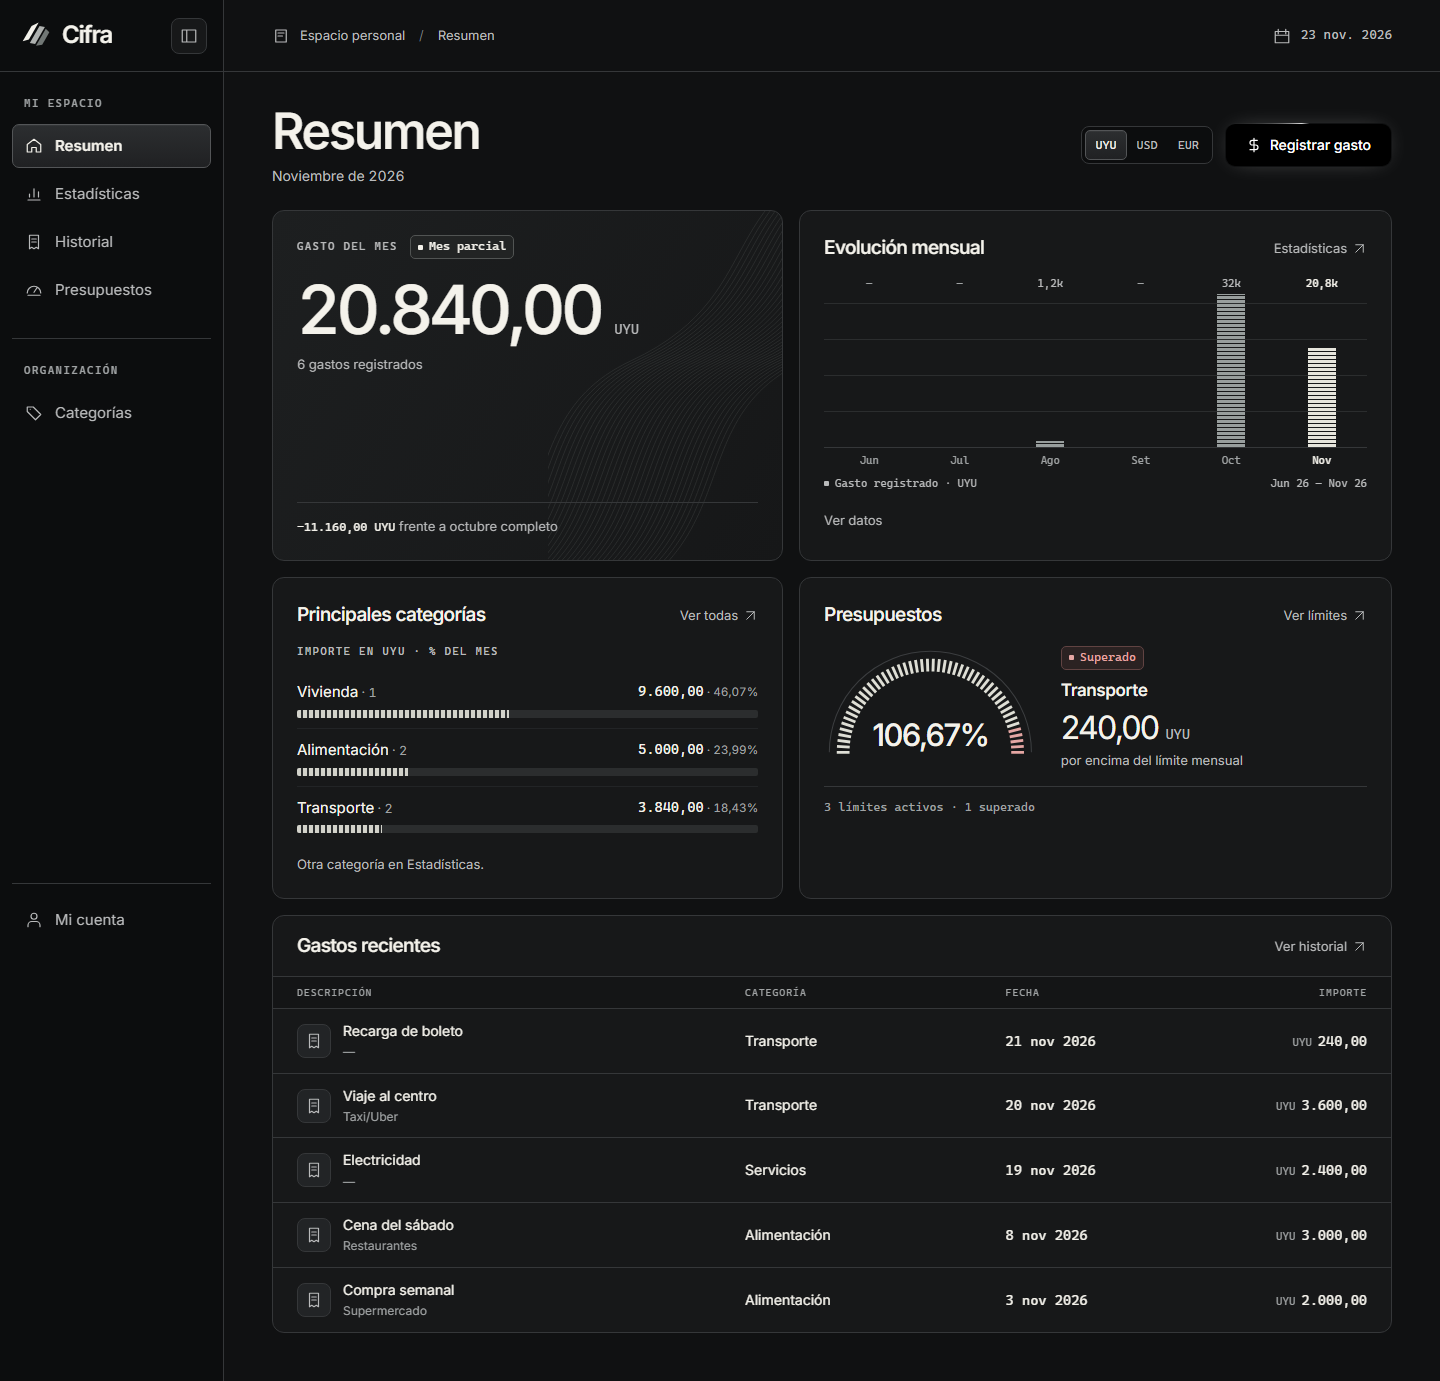 Cifra
Espacio personal / Resumen
23 nov. 2026
MI ESPACIO
Resumen
Estadísticas
Historial
Presupuestos
ORGANIZACIÓN
Categorías
Mi cuenta
Resumen
Noviembre de 2026
UYU USD EUR
Registrar gasto
GASTO DEL MES
Mes parcial
20.840,00 UYU
6 gastos registrados
−11.160,00 UYU frente a octubre completo
Evolución mensual
Estadísticas
— — 1,2k — 32k 20,8k
Jun Jul Ago Set Oct Nov
Gasto registrado · UYU
Jun 26 — Nov 26
Ver datos
Principales categorías
Ver todas
IMPORTE EN UYU · % DEL MES
Vivienda · 1
9.600,00 · 46,07%
Alimentación · 2
5.000,00 · 23,99%
Transporte · 2
3.840,00 · 18,43%
Otra categoría en Estadísticas.
Presupuestos
Ver límites
106,67%
Superado
Transporte
240,00 UYU
por encima del límite mensual
3 límites activos · 1 superado
Gastos recientes
Ver historial
DESCRIPCIÓN CATEGORÍA FECHA IMPORTE
Recarga de boleto
—
Transporte
21 nov 2026
UYU 240,00
Viaje al centro
Taxi/Uber
Transporte
20 nov 2026
UYU 3.600,00
Electricidad
—
Servicios
19 nov 2026
UYU 2.400,00
Cena del sábado
Restaurantes
Alimentación
8 nov 2026
UYU 3.000,00
Compra semanal
Supermercado
Alimentación
3 nov 2026
UYU 2.000,00